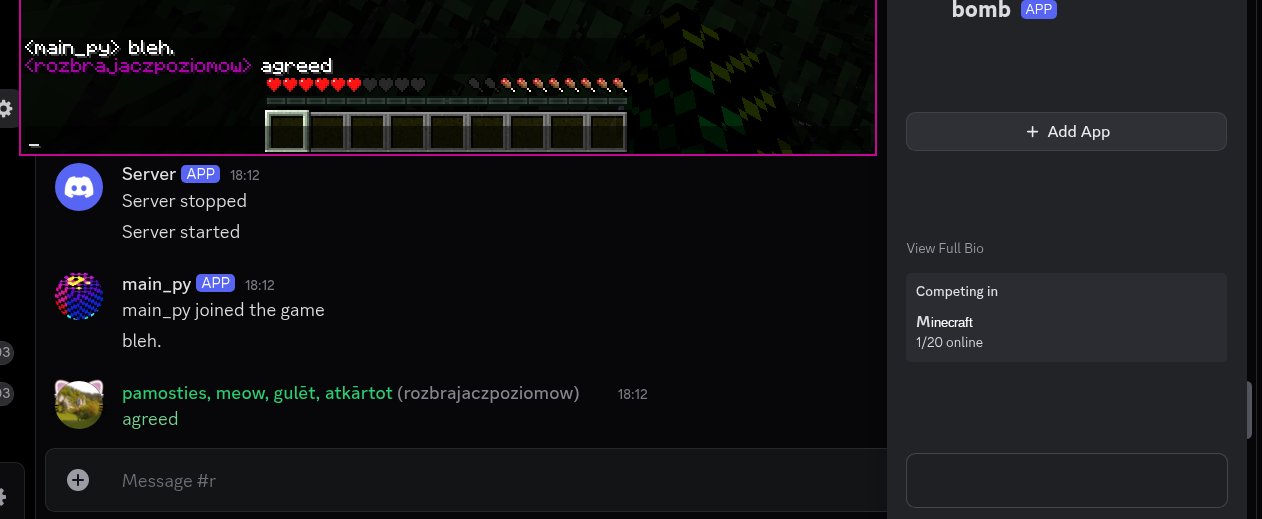 <main_py> bleh.
<rozbrajaczpoziomow> agreed
_
Server APP 18:12
Server stopped
Server started
main_py APP 18:12
main_py joined the game
bleh.
pamosties, meow, gulēt, atkārtot (rozbrajaczpoziomow) 18:12
agreed
Message #r
03
03
bomb APP
+ Add App
View Full Bio
Competing in
Minecraft
1/20 online